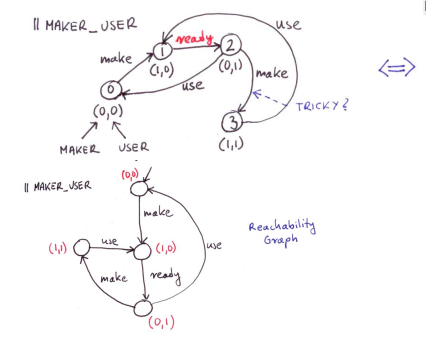 || MAKER_USER
ready
use
make
1
2
(1,0)
(0,1)
make
use
0
(0,0)
TRICKY?
3
(1,1)
MAKER USER
<=>
|| MAKER_USER
(0,0)
make
(1,1)
use
(1,0)
use
Reachability
Graph
make
ready
(0,1)